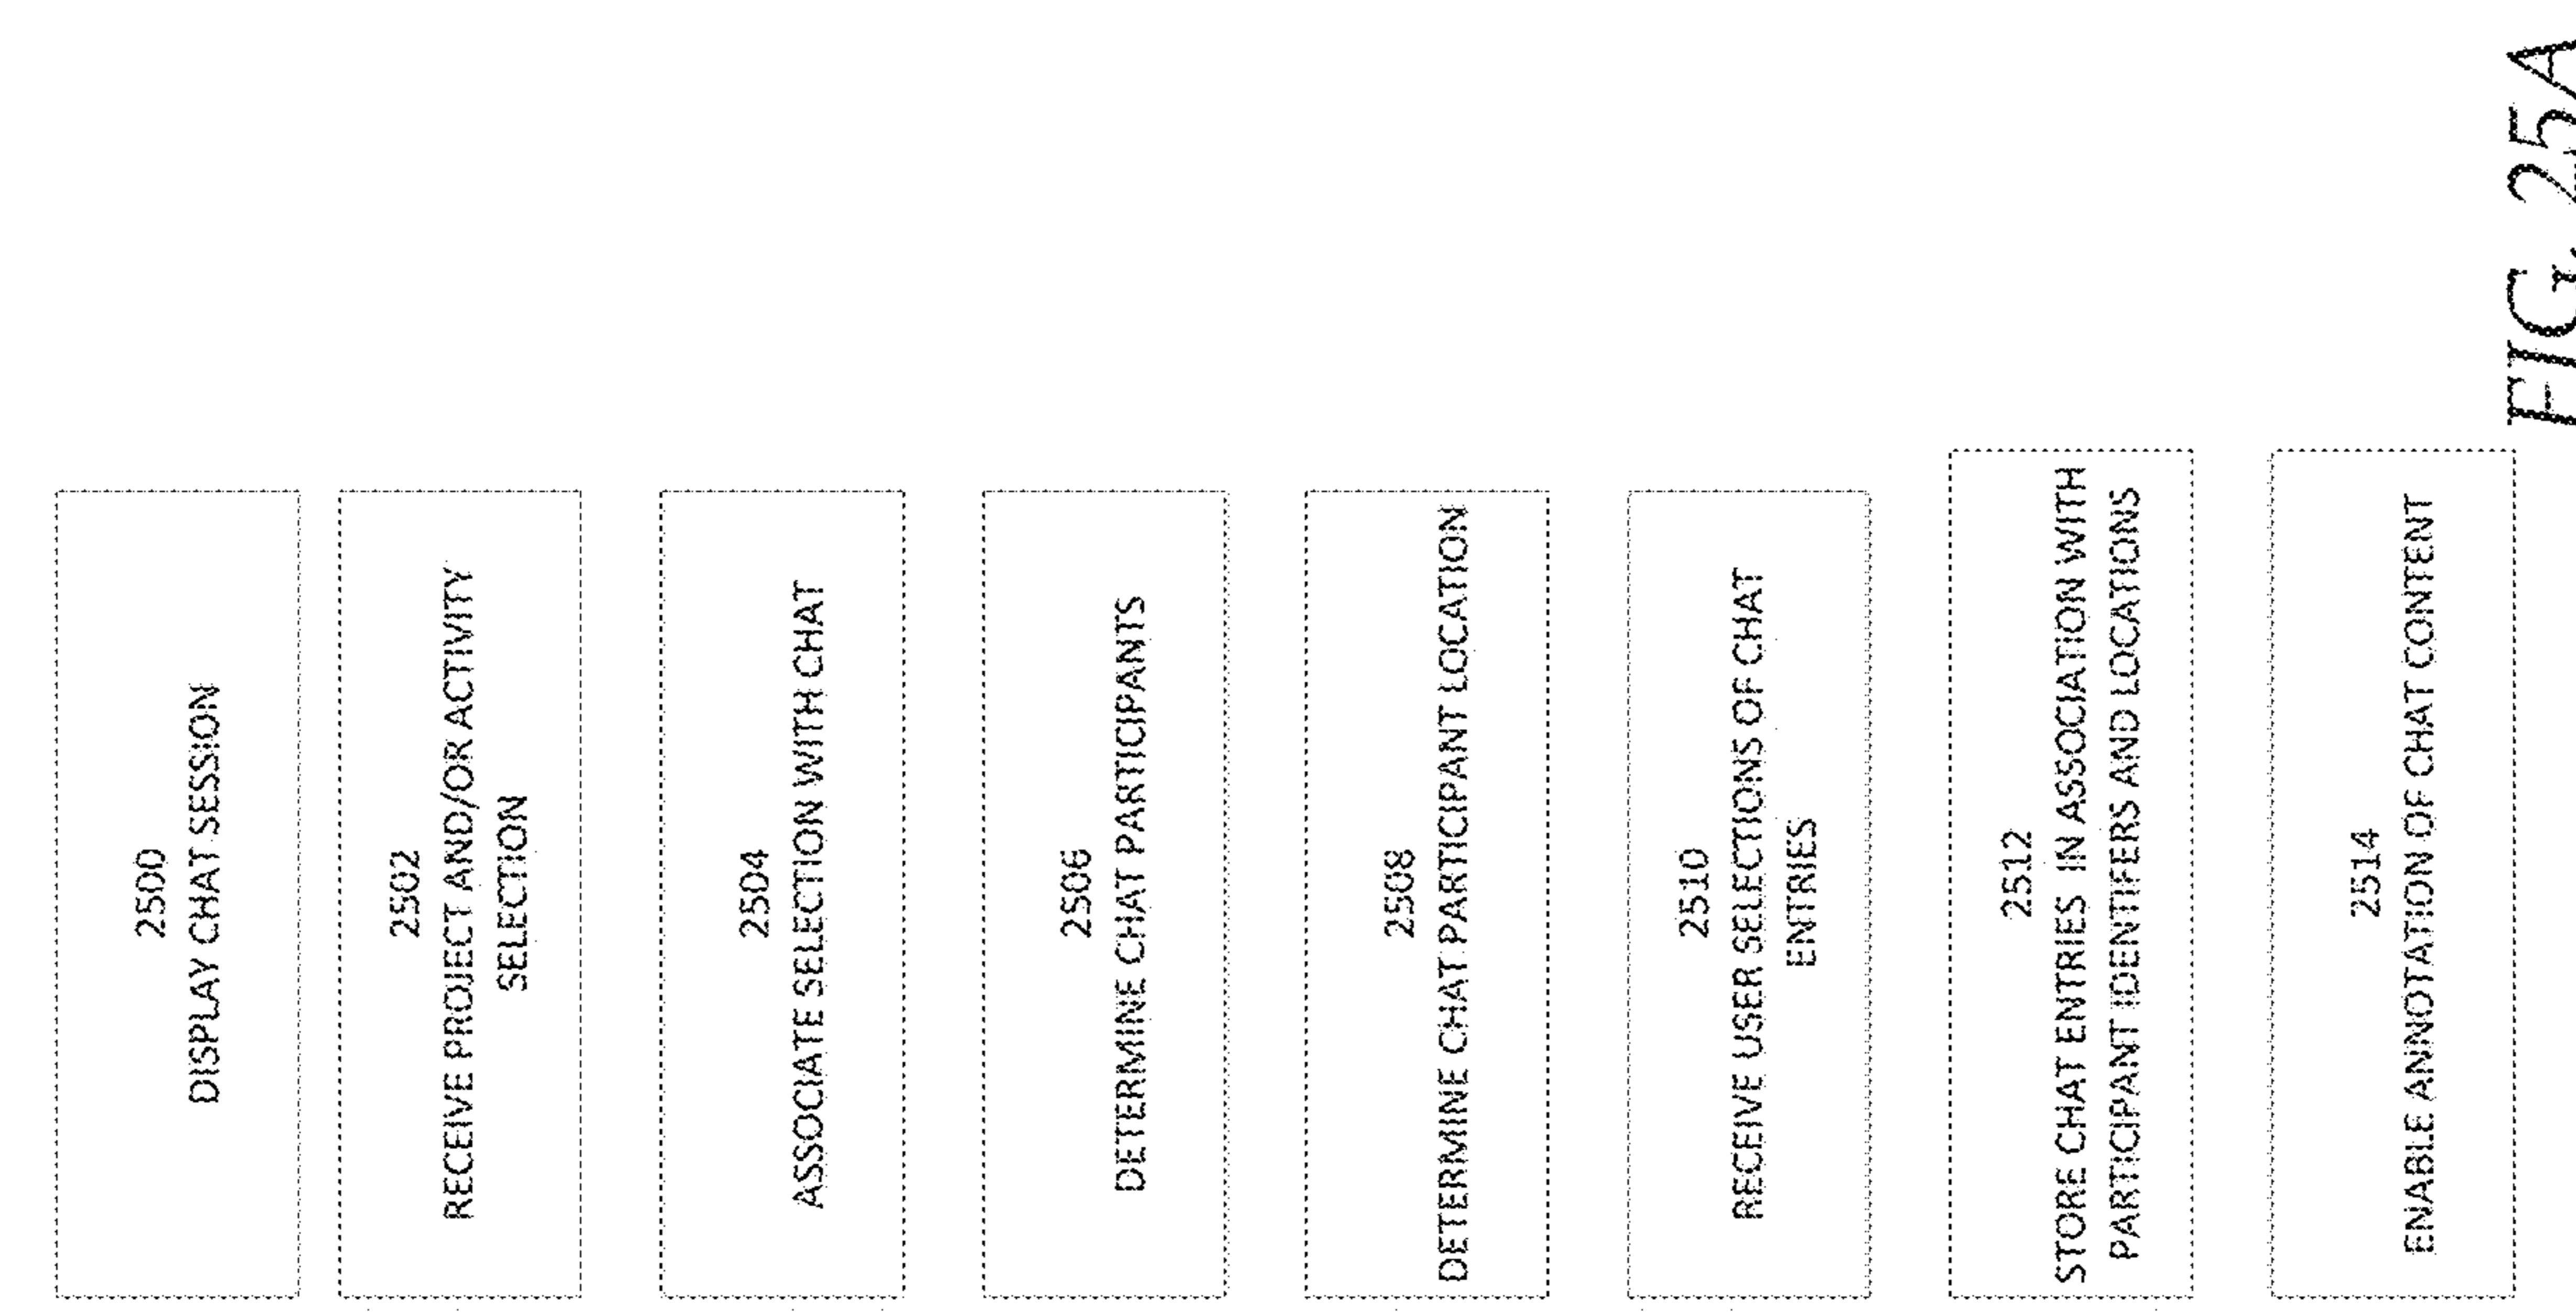 2500
DISPLAY CHAT SESSION
2502
RECEIVE PROJECT AND/OR ACTIVITY
SELECTION
2504
ASSOCIATE SELECTION WITH CHAT
2506
DETERMINE CHAT PARTICIPANTS
2508
DETERMINE CHAT PARTICIPANT LOCATION
2510
RECEIVE USER SELECTIONS OF CHAT
ENTRIES
2512
STORE CHAT ENTRIES IN ASSOCIATION WITH
PARTICIPANT IDENTIFIERS AND LOCATIONS
2514
ENABLE ANNOTATION OF CHAT CONTENT
FIG. 25A